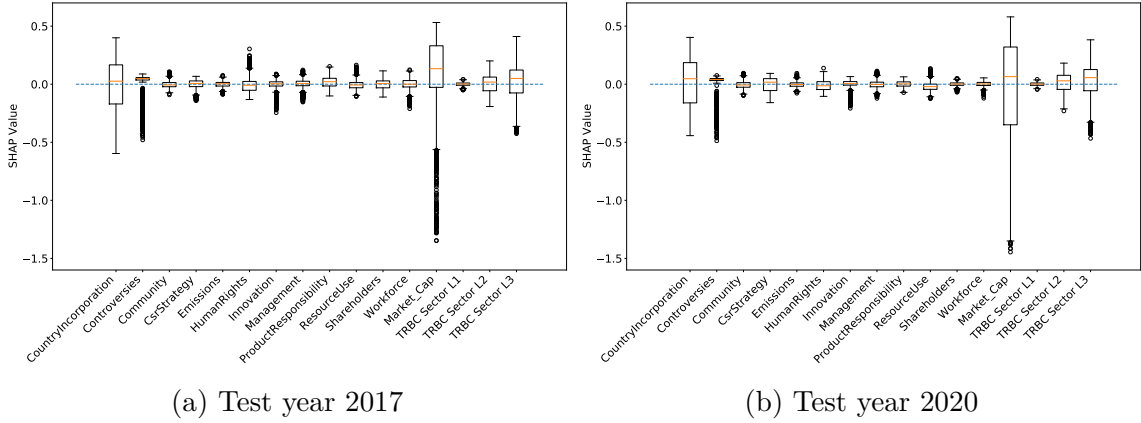 0.5
0.0
−0.5
−1.0
−1.5
SHAP Value
CountryIncorporation
Controversies
Community
CsrStrategy
Emissions
HumanRights
Innovation
Management
ProductResponsibility
ResourceUse
Shareholders
Workforce
Market_Cap
TRBC Sector L1
TRBC Sector L2
TRBC Sector L3
(a) Test year 2017
0.5
0.0
−0.5
−1.0
−1.5
SHAP Value
CountryIncorporation
Controversies
Community
CsrStrategy
Emissions
HumanRights
Innovation
Management
ProductResponsibility
ResourceUse
Shareholders
Workforce
Market_Cap
TRBC Sector L1
TRBC Sector L2
TRBC Sector L3
(b) Test year 2020